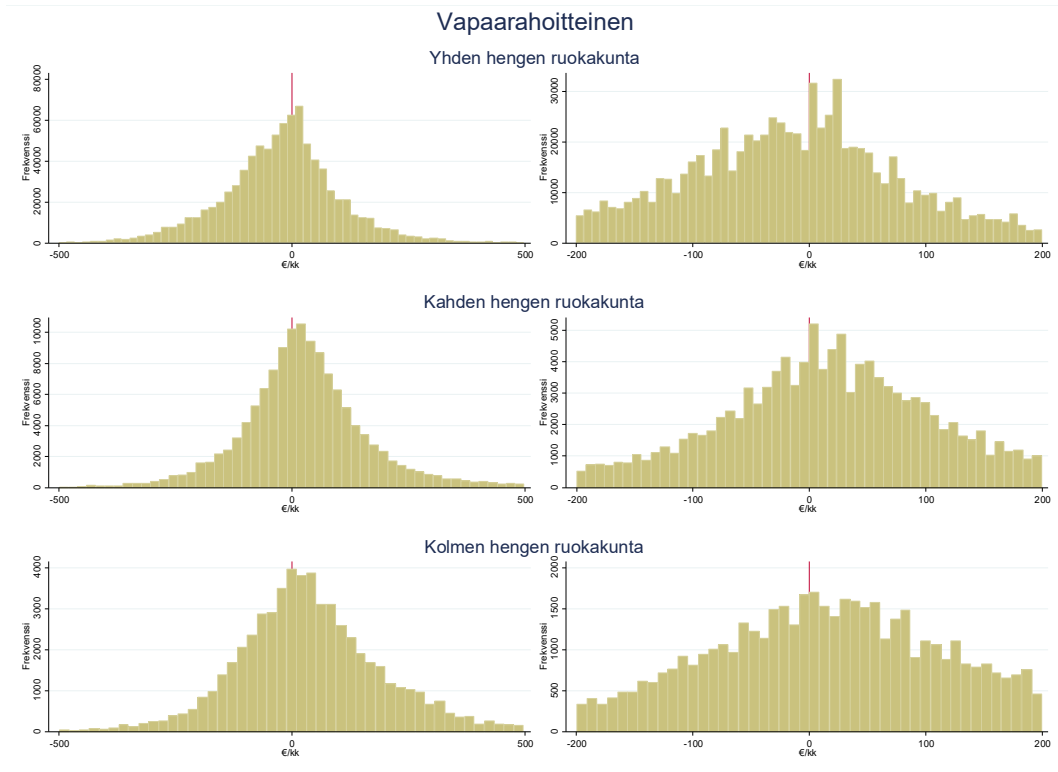 Vapaarahoitteinen
Yhden hengen ruokakunta
Frekvenssi
0 20000 40000 60000 80000
-500 0 500
€/kk
Frekvenssi
0 10000 20000 30000
-200 -100 0 100 200
€/kk
Kahden hengen ruokakunta
Frekvenssi
0 2000 4000 6000 8000 10000
-500 0 500
€/kk
Frekvenssi
0 1000 2000 3000 4000 5000
-200 -100 0 100 200
€/kk
Kolmen hengen ruokakunta
Frekvenssi
0 1000 2000 3000 4000
-500 0 500
€/kk
Frekvenssi
0 500 1000 1500 2000
-200 -100 0 100 200
€/kk